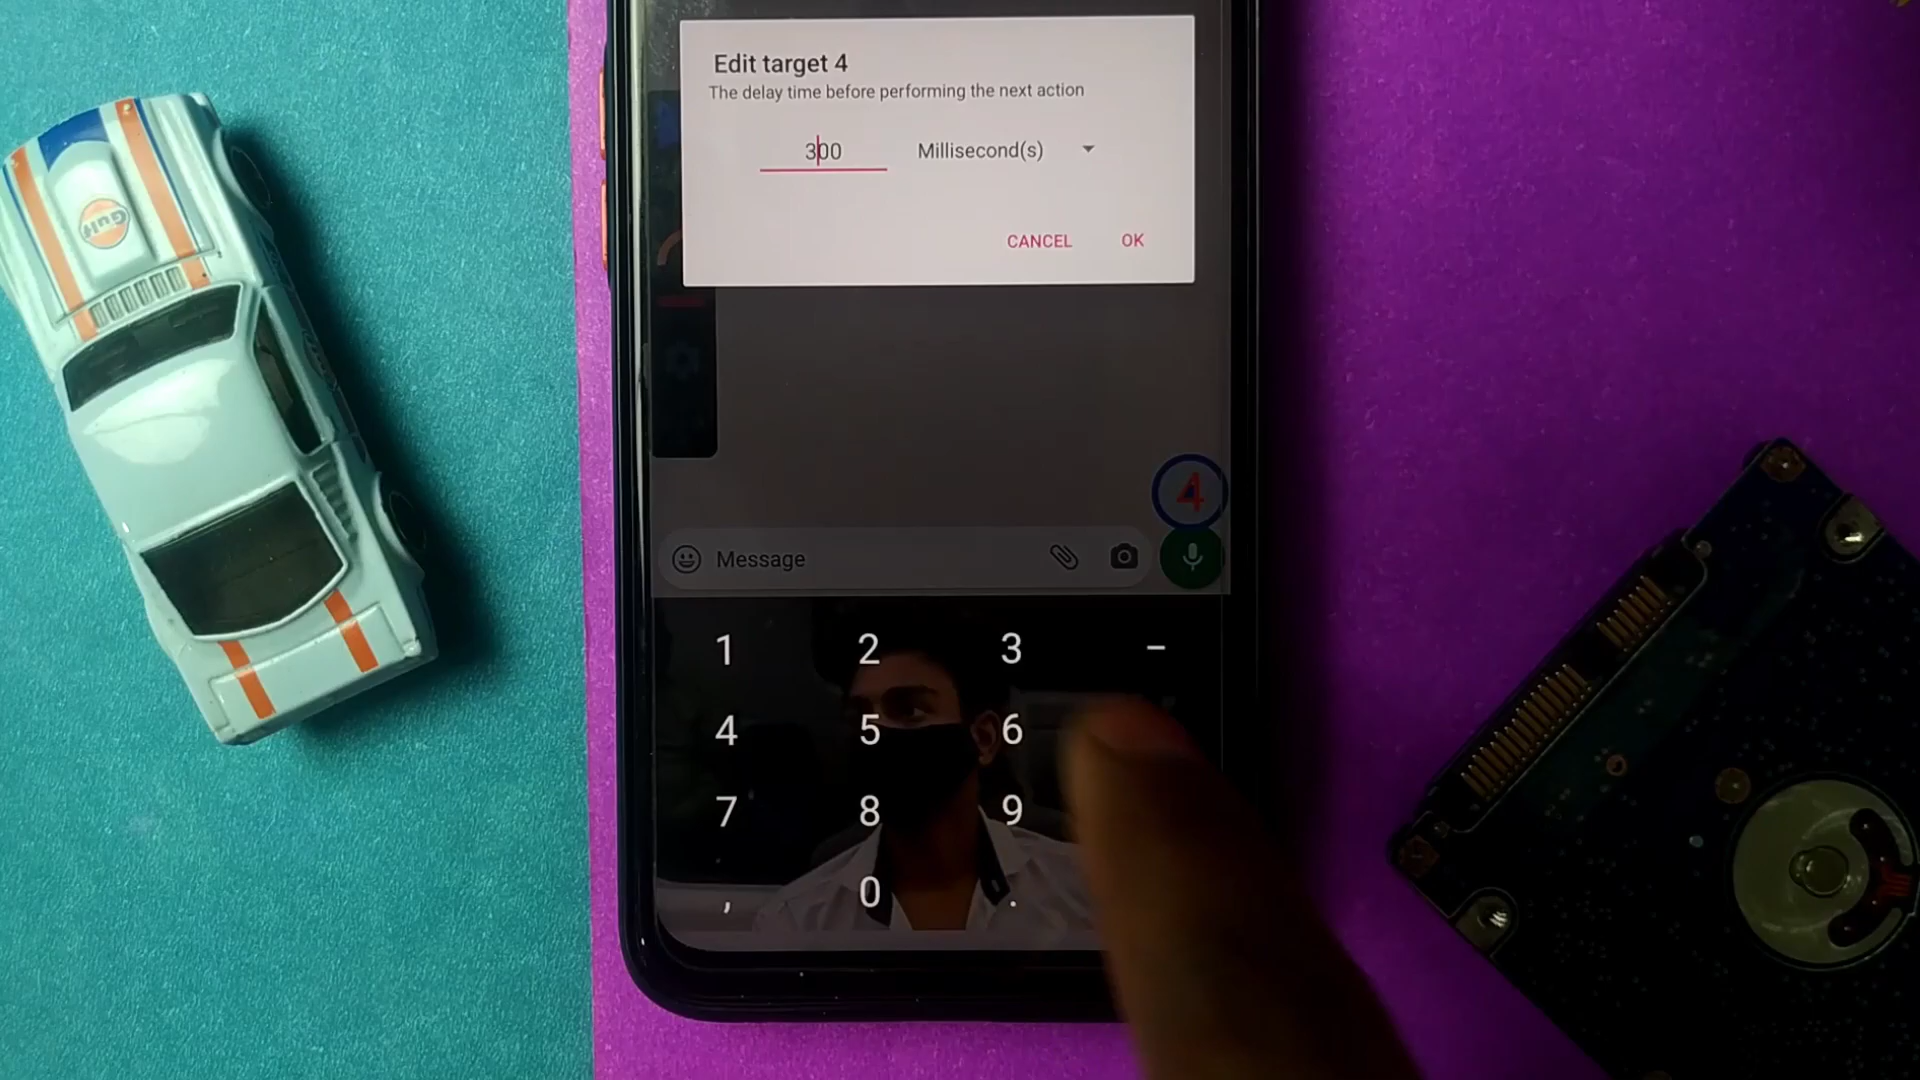 Edit target 4
The delay time before performing the next action
300 Millisecond(s)
CANCEL OK
4
Message
1 2 3 –
4 5 6
7 8 9
, 0 .
Gulf